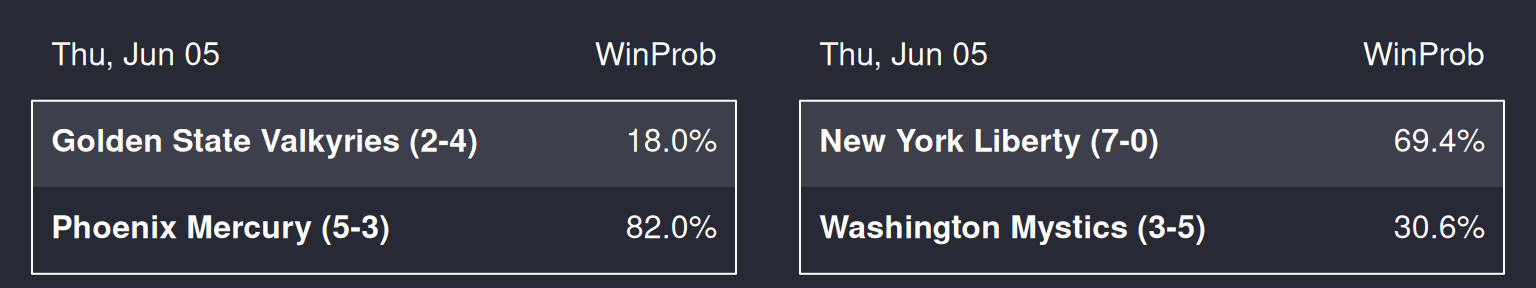 Thu, Jun 05 WinProb
Golden State Valkyries (2-4) 18.0%
Phoenix Mercury (5-3) 82.0%
Thu, Jun 05 WinProb
New York Liberty (7-0) 69.4%
Washington Mystics (3-5) 30.6%